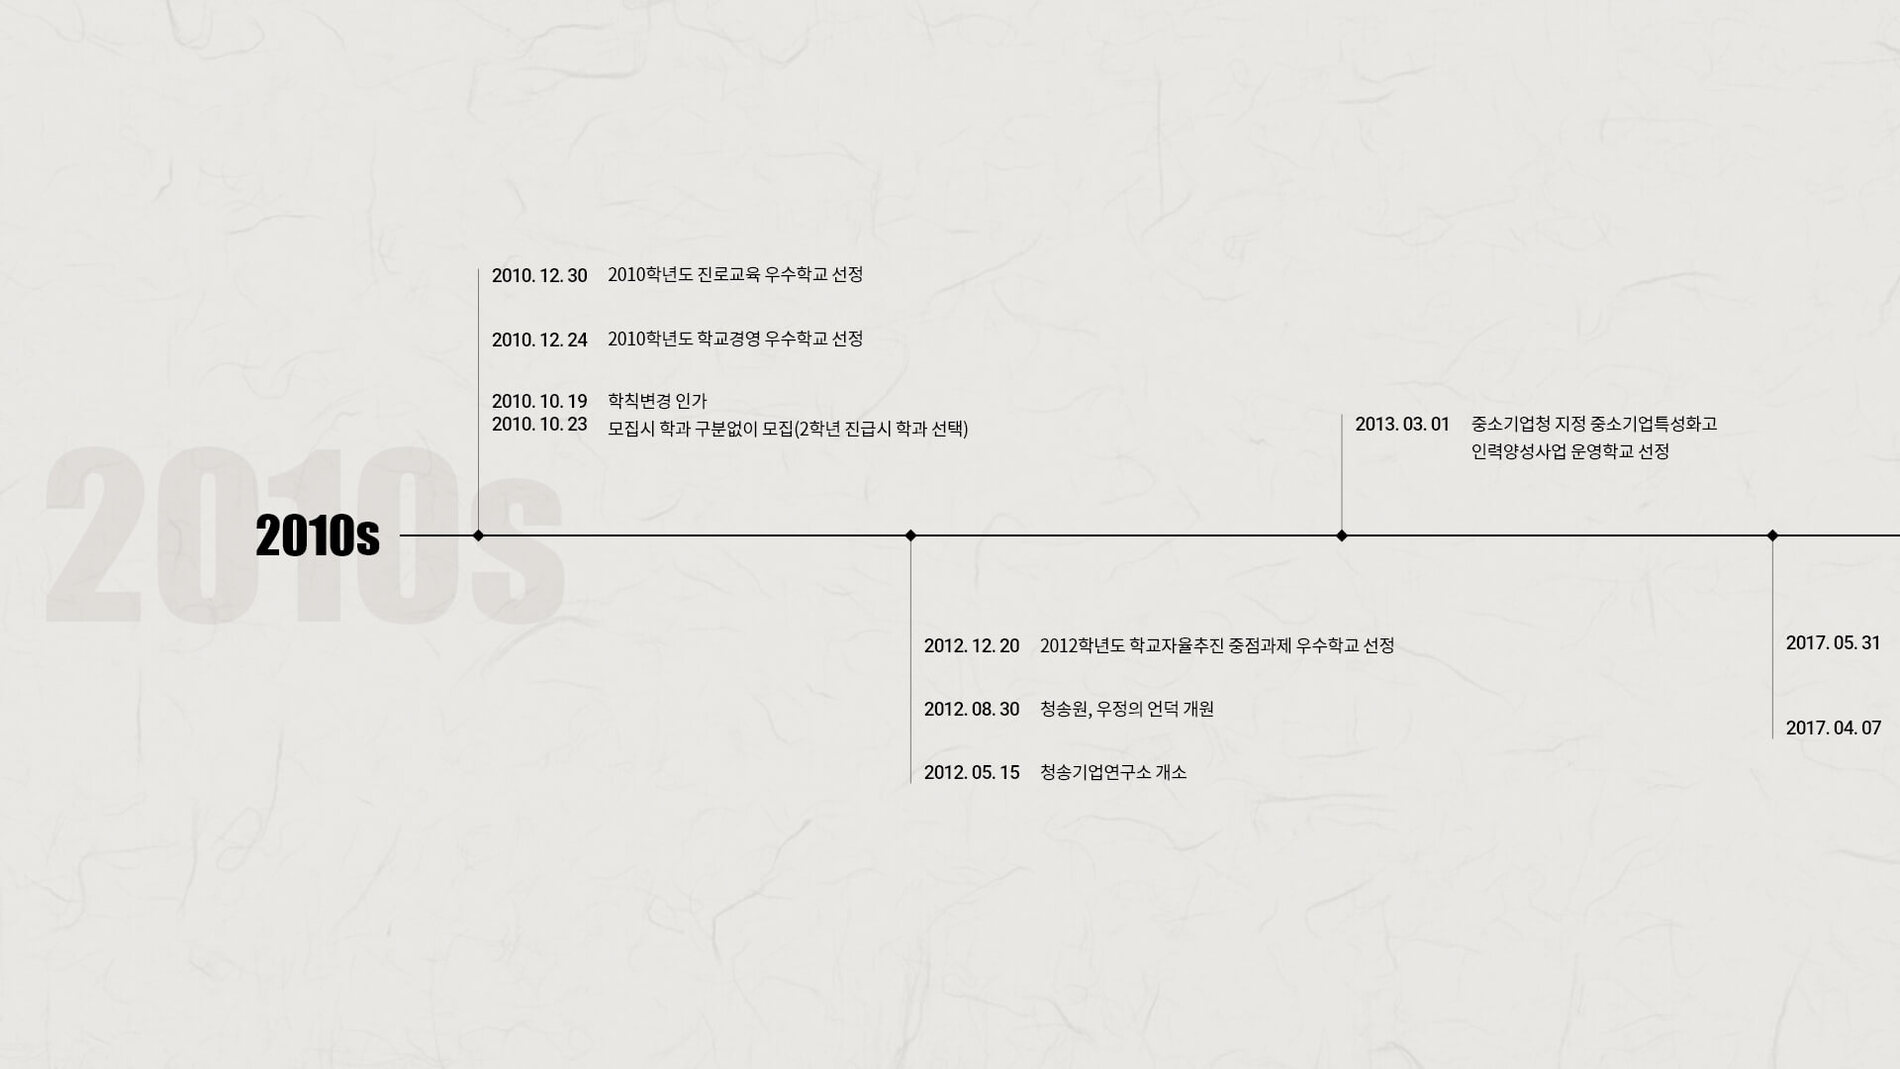 2010s
2010s
2010. 12. 30 2010학년도 진로교육 우수학교 선정
2010. 12. 24 2010학년도 학교경영 우수학교 선정
2010. 10. 19 학칙변경 인가
2010. 10. 23 모집시 학과 구분없이 모집(2학년 진급시 학과 선택)
2012. 12. 20 2012학년도 학교자율추진 중점과제 우수학교 선정
2012. 08. 30 청송원, 우정의 언덕 개원
2012. 05. 15 청송기업연구소 개소
2013. 03. 01 중소기업청 지정 중소기업특성화고
인력양성사업 운영학교 선정
2017. 05. 31
2017. 04. 07